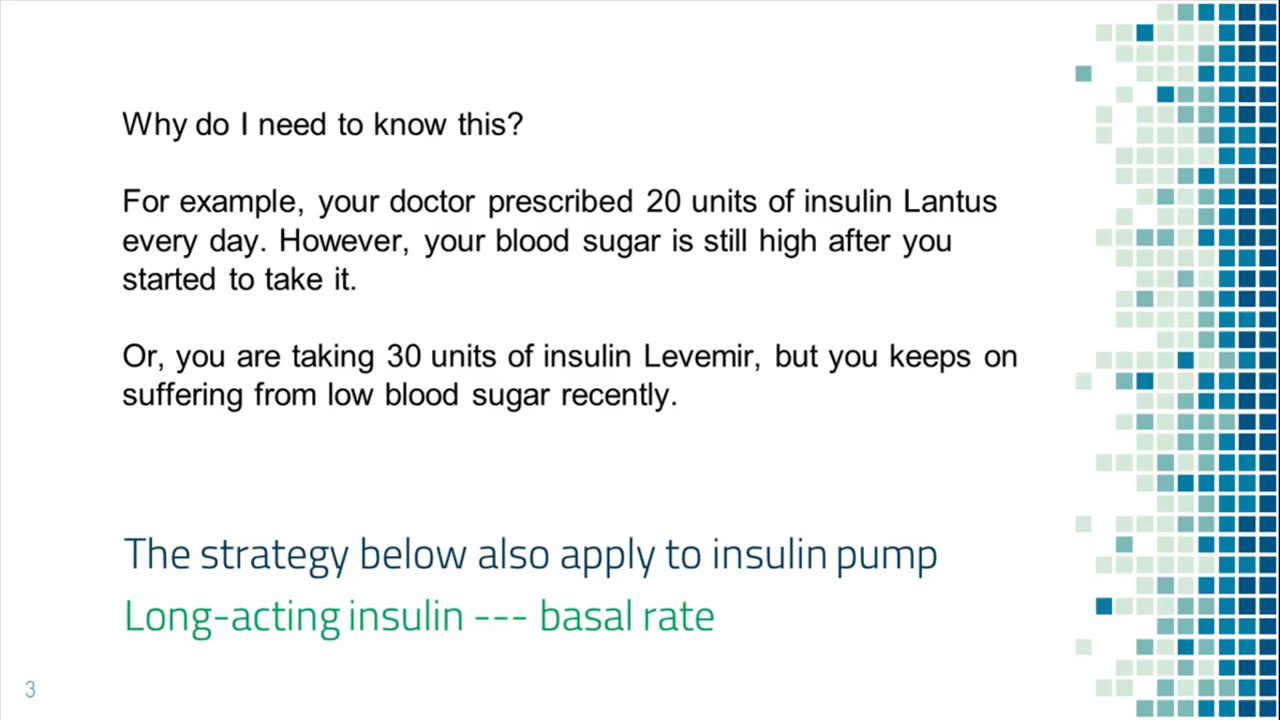 Why do I need to know this?
For example, your doctor prescribed 20 units of insulin Lantus
every day. However, your blood sugar is still high after you
started to take it.
Or, you are taking 30 units of insulin Levemir, but you keeps on
suffering from low blood sugar recently.
The strategy below also apply to insulin pump
Long-acting insulin --- basal rate
3